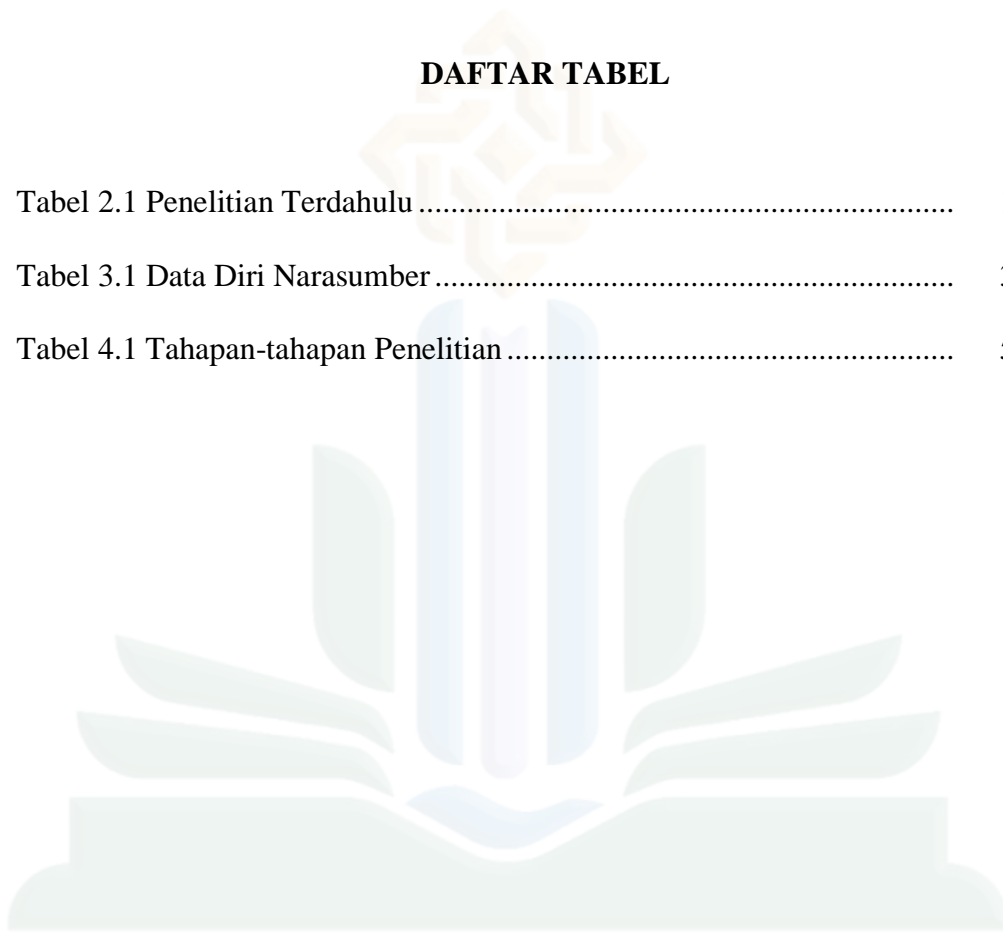 DAFTAR TABEL
Tabel 2.1 Penelitian Terdahulu ................................................................
Tabel 3.1 Data Diri Narasumber ..............................................................
Tabel 4.1 Tahapan-tahapan Penelitian .....................................................